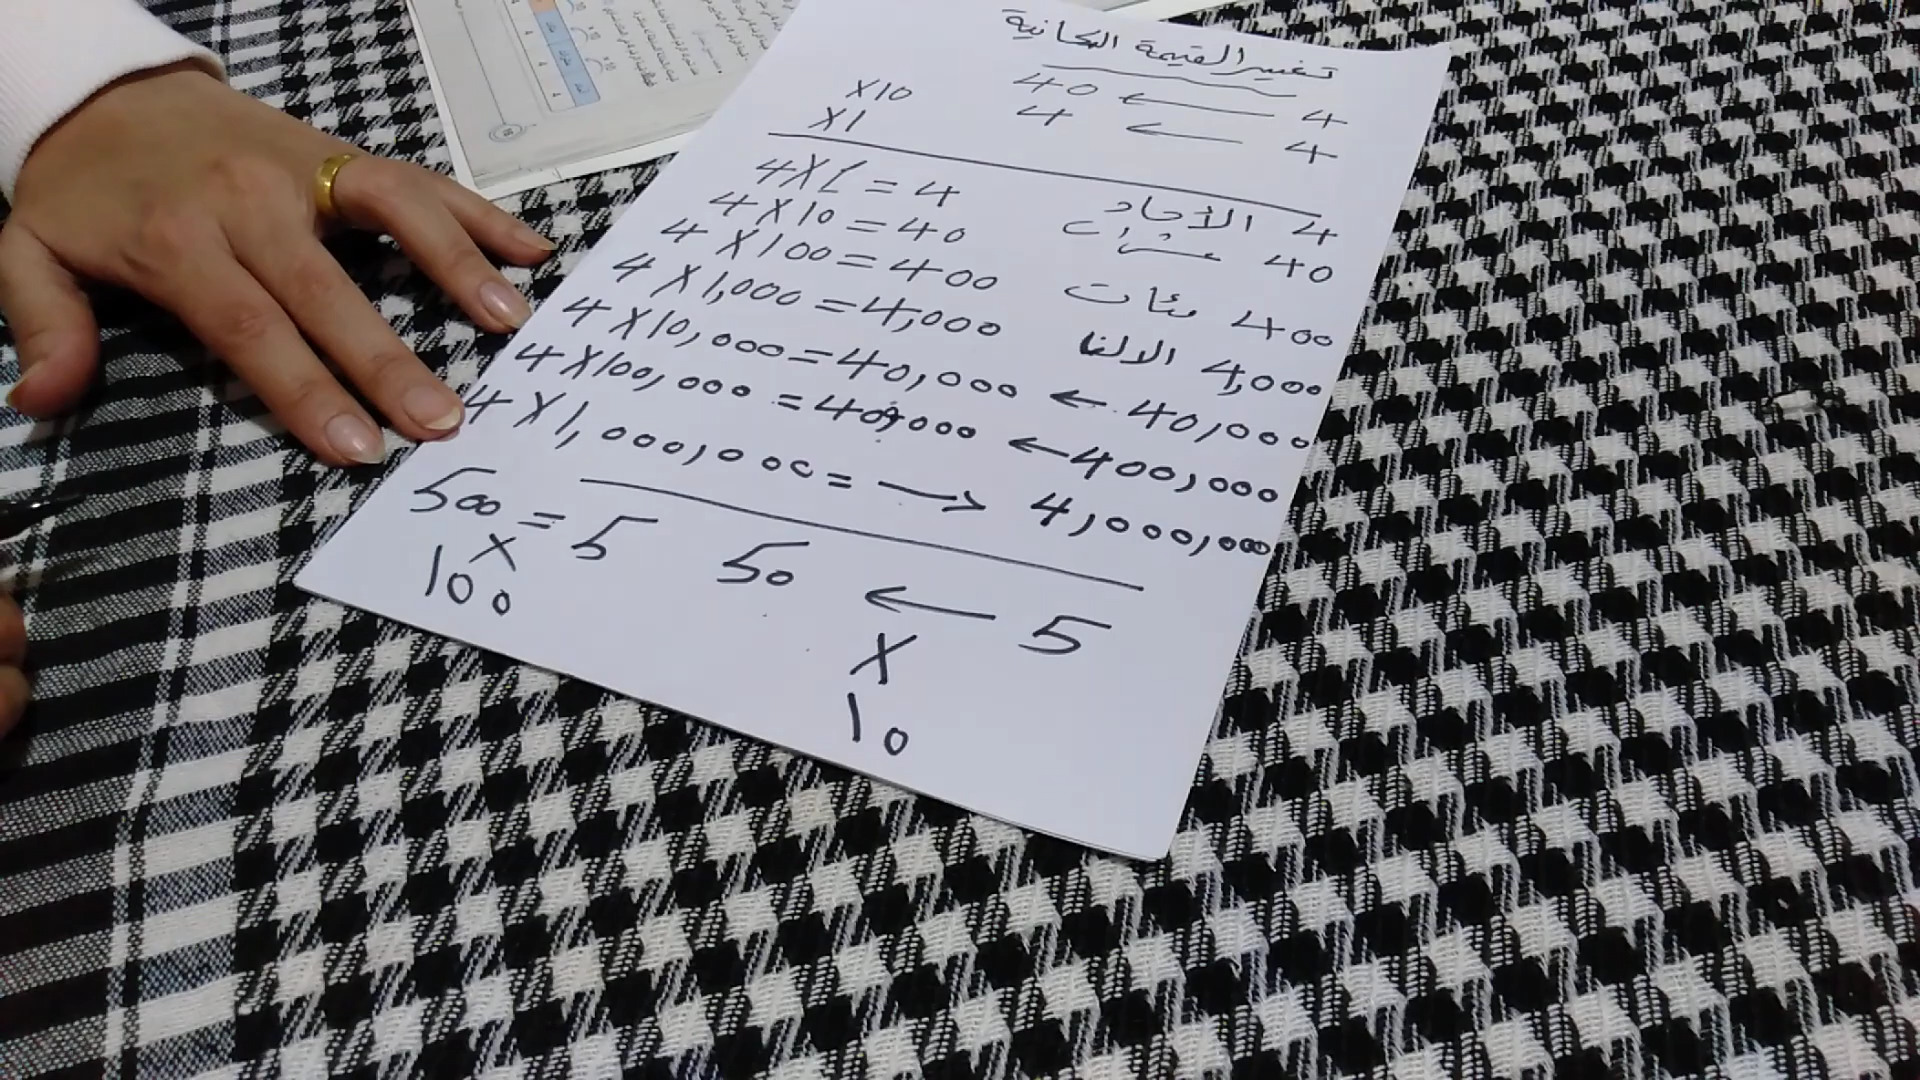 تغيير القيمة المكانية
4 ← 40 X10
4 ← 4 X1
4X1 = 4 الأحاد 4
4X10 = 40 عشرات 40
4X100 = 400 مئات 400
4X1,000 = 4,000 الالف 4,000
4X10,000 = 40,000 ← 40,000
4X100,000 = 400,000 ← 400,000
4X1,000,000 = → 4,000,000
5 ← 50
X
10
500 = 5
X
100